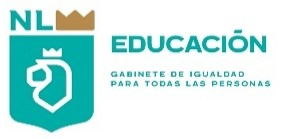 NL
EDUCACIÓN
GABINETE DE IGUALDAD
PARA TODAS LAS PERSONAS